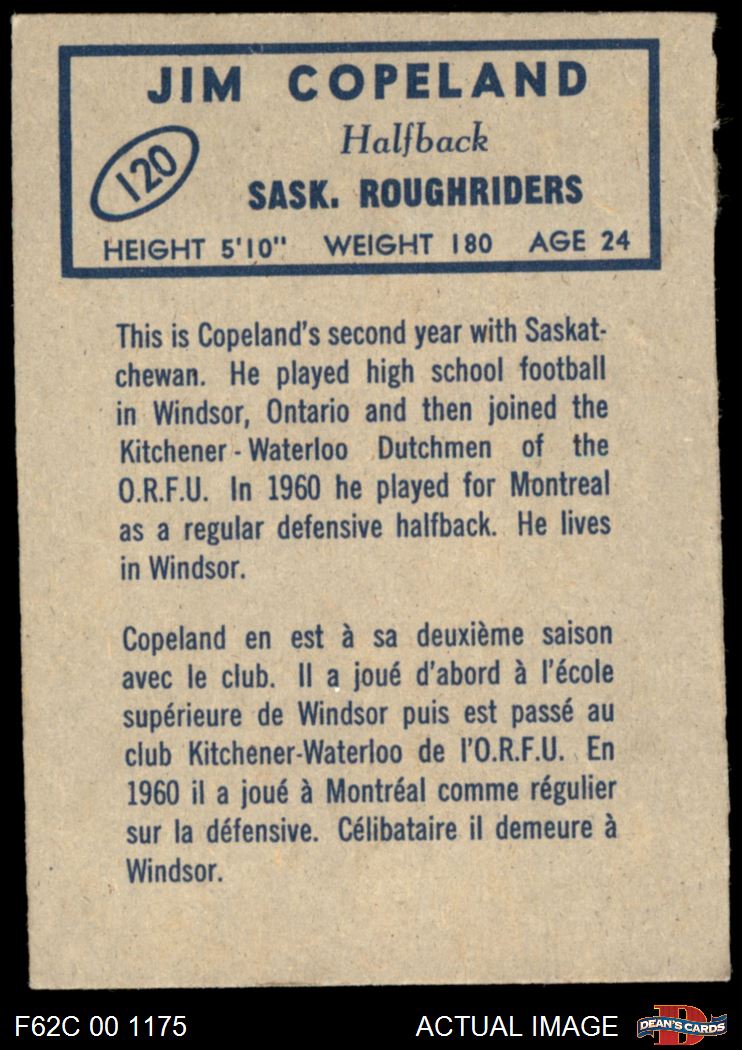 JIM COPELAND
Halfback
120
SASK. ROUGHRIDERS
HEIGHT 5'10" WEIGHT 180 AGE 24
This is Copeland's second year with Saskat-
chewan. He played high school football
in Windsor, Ontario and then joined the
Kitchener-Waterloo Dutchmen of the
O.R.F.U. In 1960 he played for Montreal
as a regular defensive halfback. He lives
in Windsor.
Copeland en est à sa deuxième saison
avec le club. Il a joué d'abord à l'école
supérieure de Windsor puis est passé au
club Kitchener-Waterloo de l'O.R.F.U. En
1960 il a joué à Montréal comme régulier
sur la défensive. Célibataire il demeure à
Windsor.
F62C 00 1175 ACTUAL IMAGE D DEAN'S CARDS